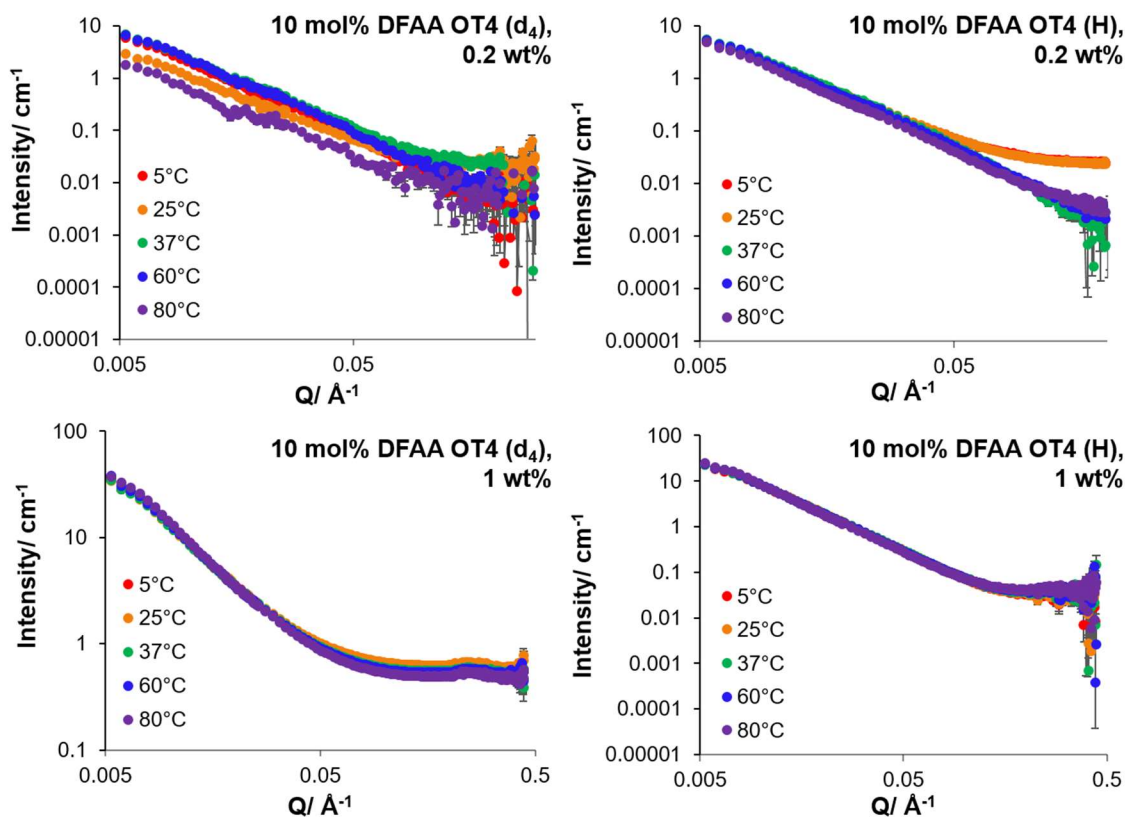 10 mol% DFAA OT4 (d4),
0.2 wt%
Intensity/ cm-1
10
1
0.1
0.01
0.001
0.0001
0.00001
5°C
25°C
37°C
60°C
80°C
0.005
0.05
Q/ Å-1
10 mol% DFAA OT4 (H),
0.2 wt%
Intensity/ cm-1
10
1
0.1
0.01
0.001
0.0001
0.00001
5°C
25°C
37°C
60°C
80°C
0.005
0.05
Q/ Å-1
10 mol% DFAA OT4 (d4),
1 wt%
Intensity/ cm-1
100
10
1
0.1
5°C
25°C
37°C
60°C
80°C
0.005
0.05
0.5
Q/ Å-1
10 mol% DFAA OT4 (H),
1 wt%
Intensity/ cm-1
100
10
1
0.1
0.01
0.001
0.0001
0.00001
5°C
25°C
37°C
60°C
80°C
0.005
0.05
0.5
Q/ Å-1